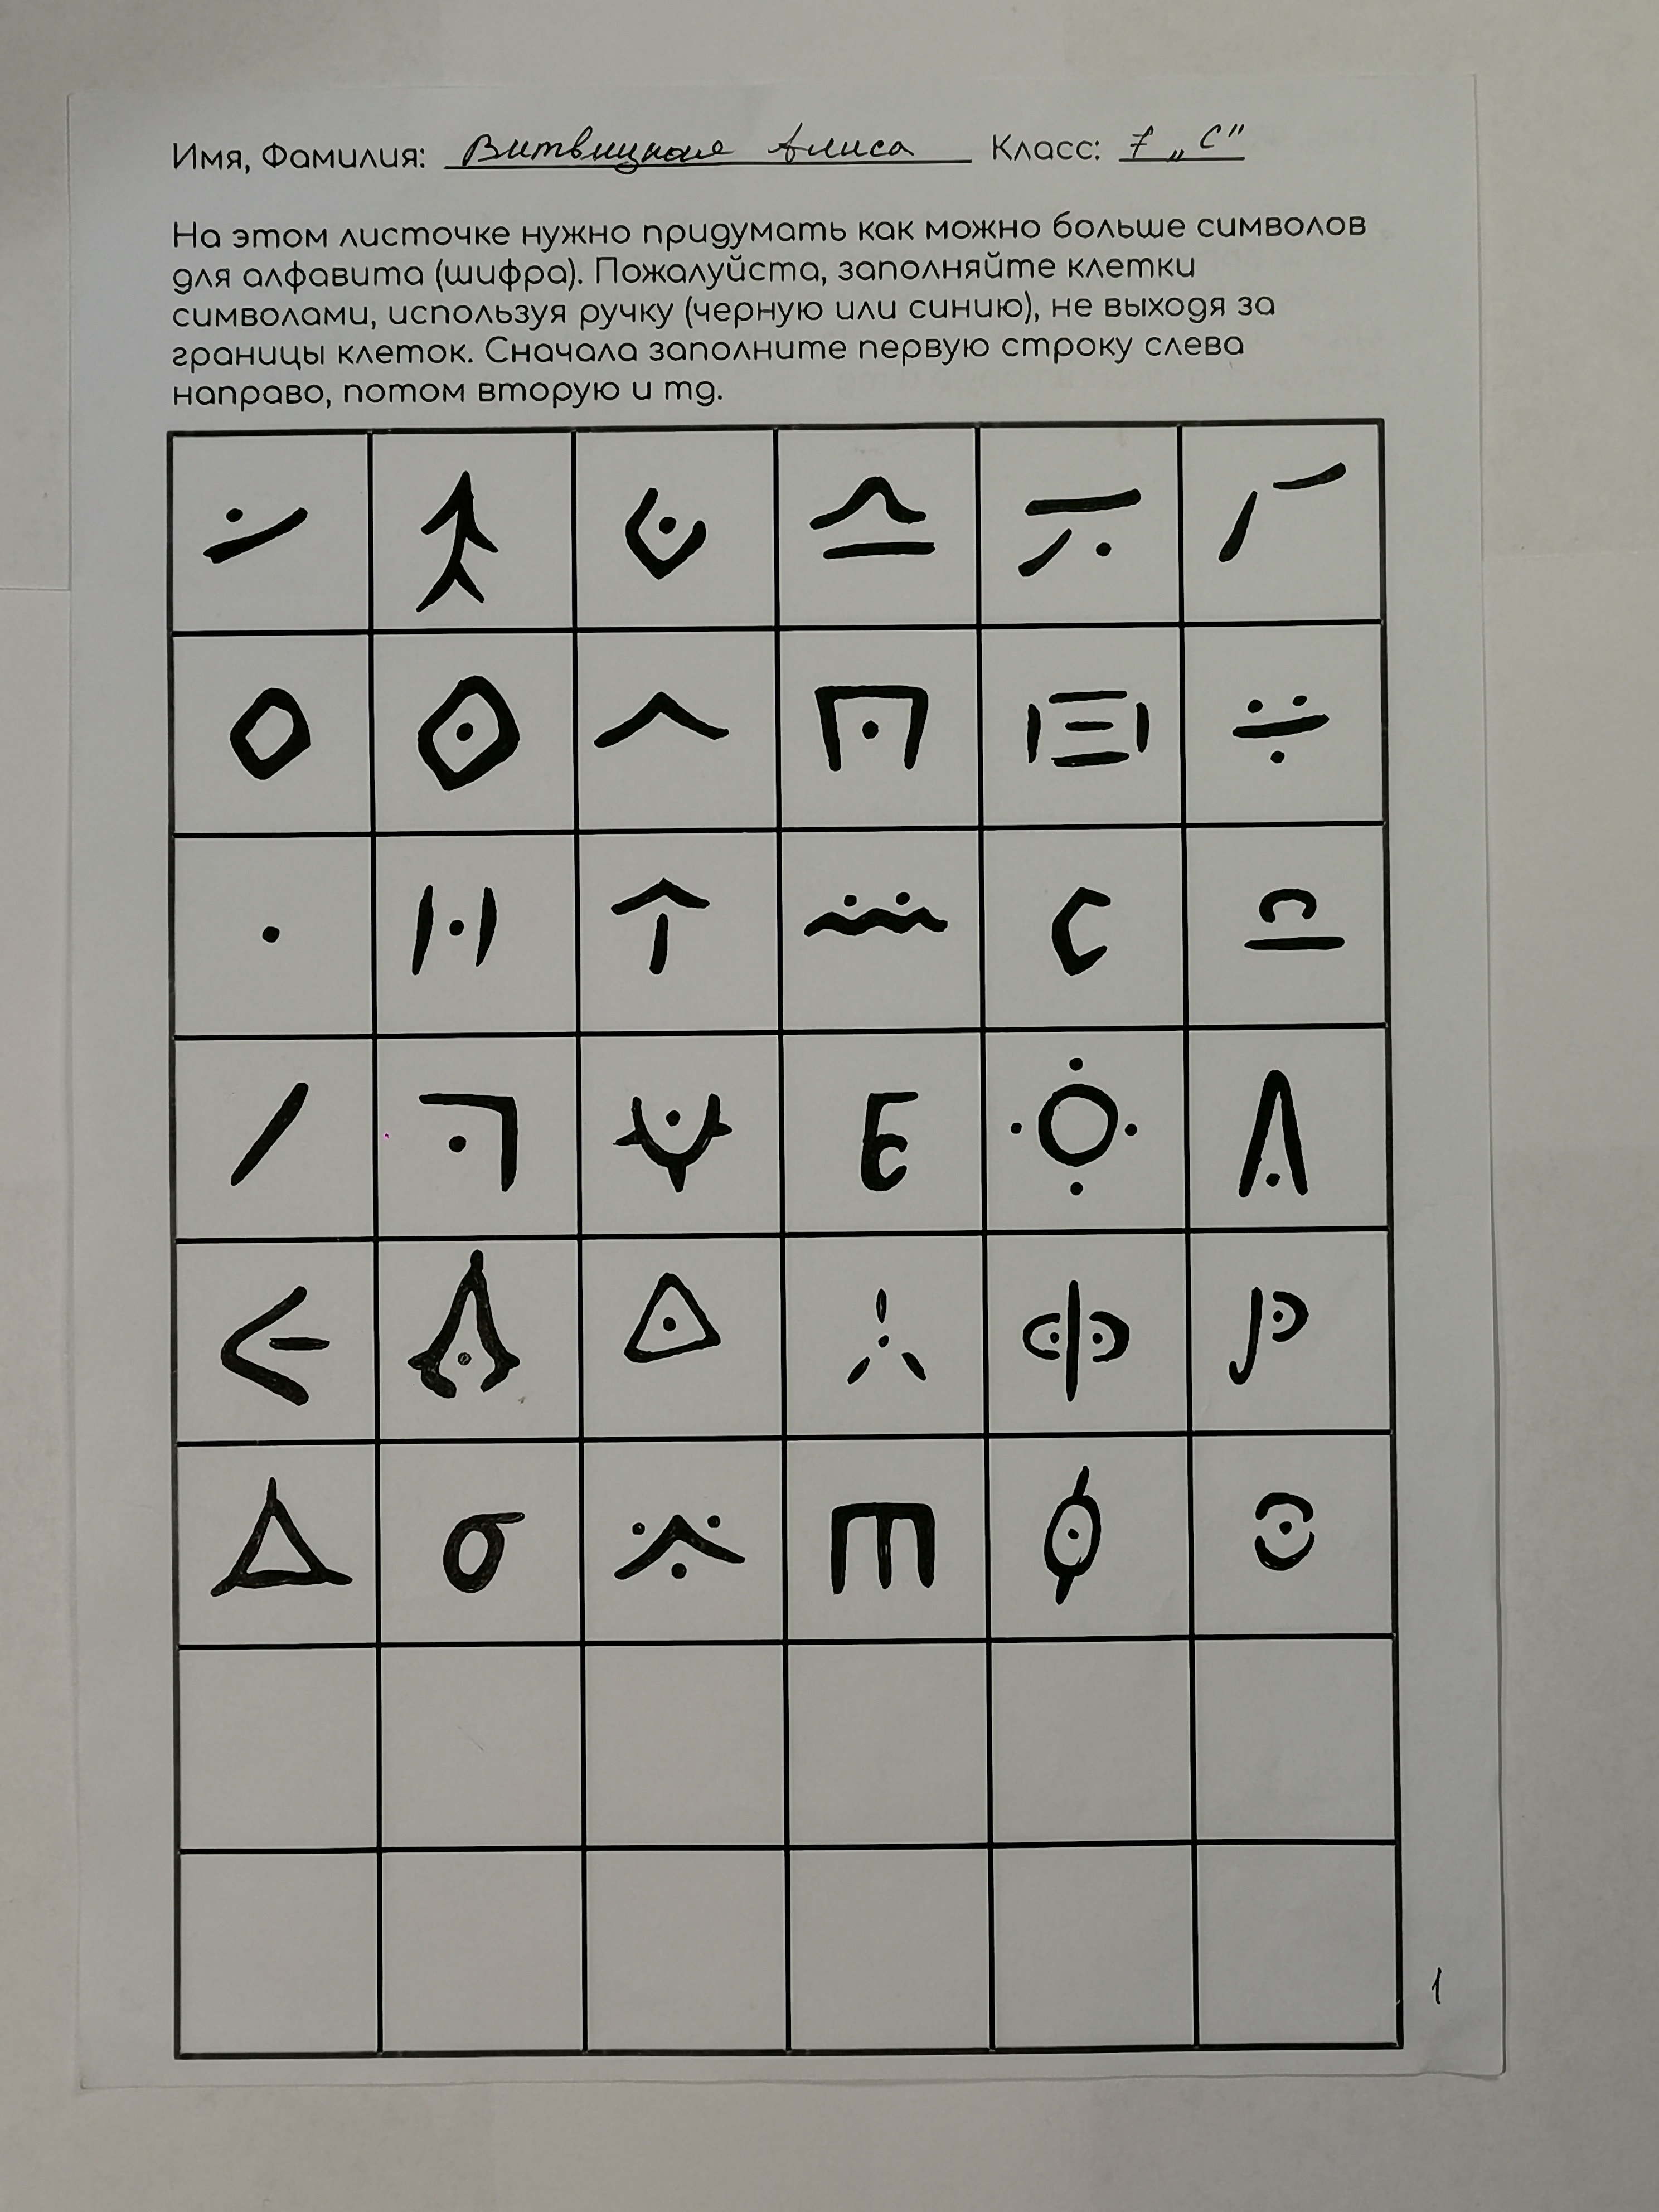 Имя, Фамилия: Витвицкая Алиса Класс: 7 „С"
На этом листочке нужно придумать как можно больше символов
для алфавита (шифра). Пожалуйста, заполняйте клетки
символами, используя ручку (черную или синию), не выходя за
границы клеток. Сначала заполните первую строку слева
направо, потом вторую и тд.
1